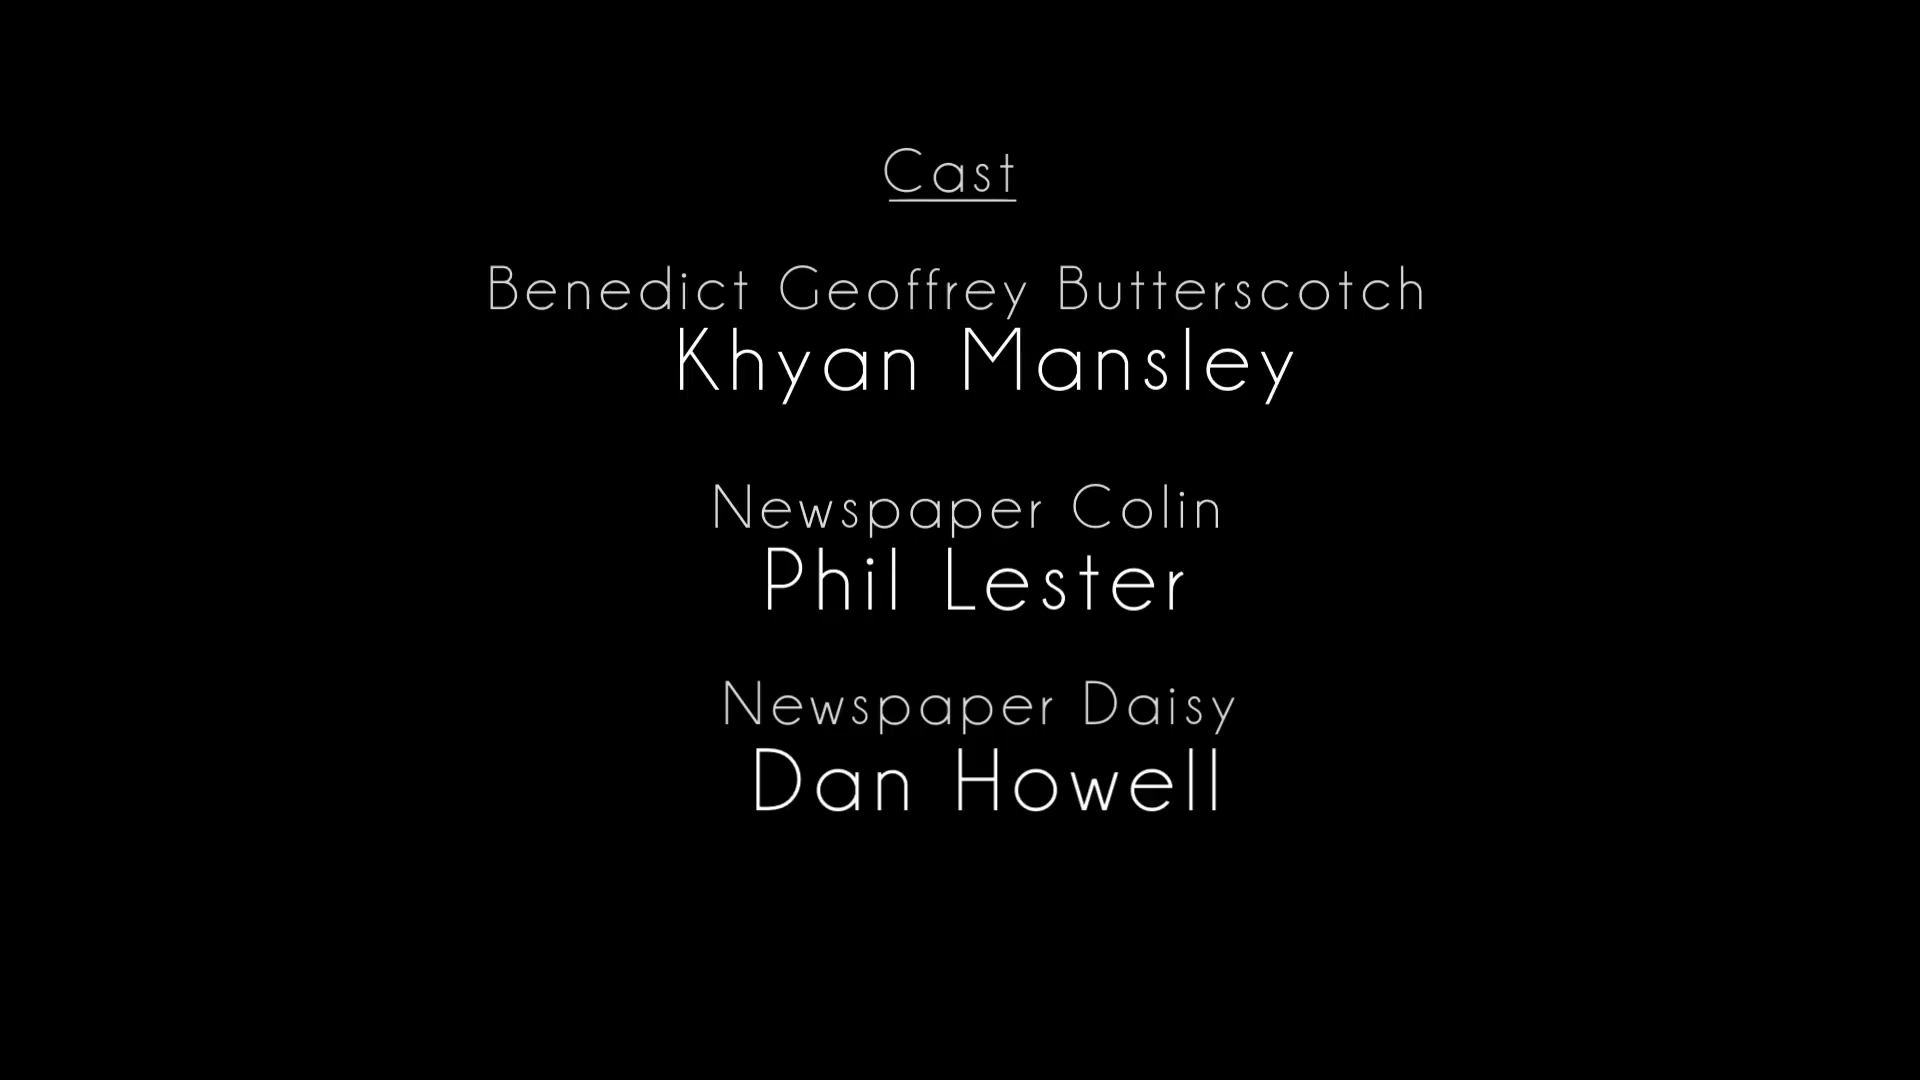 Cast
Benedict Geoffrey Butterscotch
Khyan Mansley
Newspaper Colin
Phil Lester
Newspaper Daisy
Dan Howell